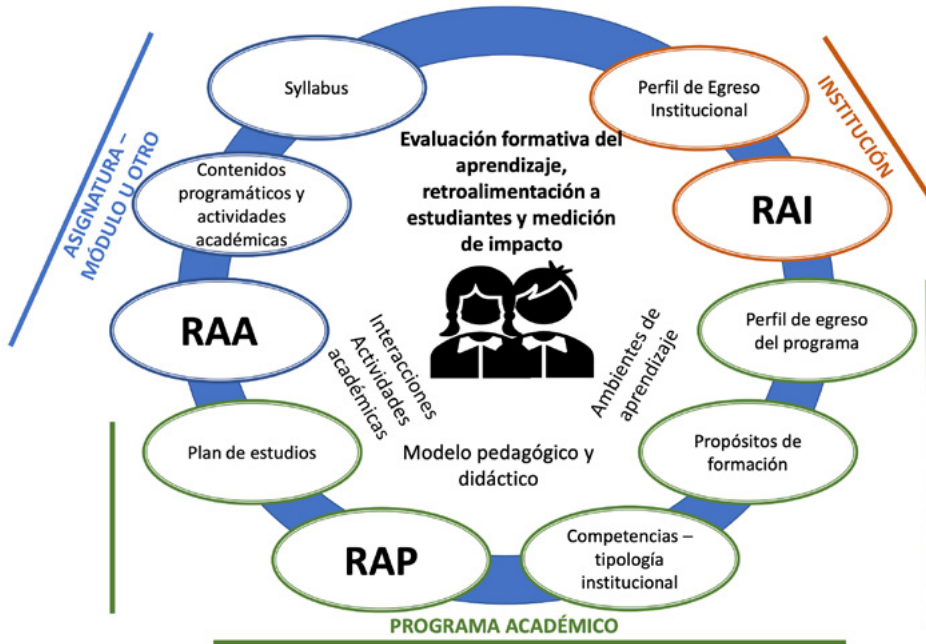 Syllabus
Perfil de Egreso
Institucional
INSTITUCIÓN
ASIGNATURA –
MÓDULO U OTRO
Contenidos
programáticos y
actividades
académicas
Evaluación formativa del
aprendizaje,
retroalimentación a
estudiantes y medición
de impacto
RAI
RAA
Interacciones
Actividades
académicas
Ambientes de
aprendizaje
Perfil de egreso
del programa
Plan de estudios
Modelo pedagógico y
didáctico
Propósitos de
formación
RAP
Competencias –
tipología
institucional
PROGRAMA ACADÉMICO